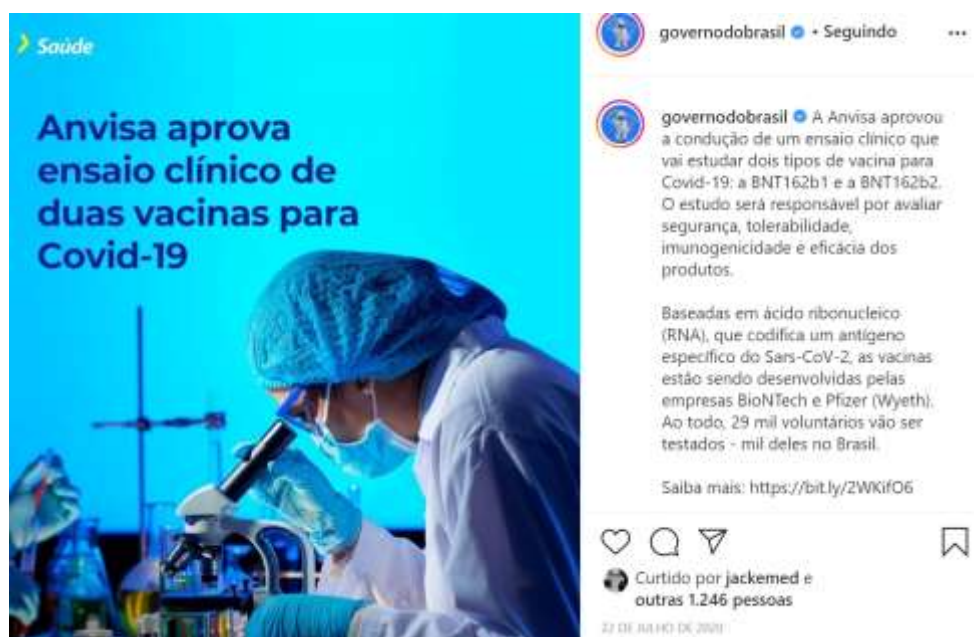 Saúde
Anvisa aprova
ensaio clínico de
duas vacinas para
Covid-19
governodobrasil • Seguindo
governodobrasil A Anvisa aprovou
a condução de um ensaio clínico que
vai estudar dois tipos de vacina para
Covid-19: a BNT162b1 e a BNT162b2.
O estudo será responsável por avaliar
segurança, tolerabilidade,
imunogenicidade e eficácia dos
produtos.
Baseadas em ácido ribonucleico
(RNA), que codifica um antígeno
específico do Sars-CoV-2, as vacinas
estão sendo desenvolvidas pelas
empresas BioNTech e Pfizer (Wyeth).
Ao todo, 29 mil voluntários vão ser
testados - mil deles no Brasil.
Saiba mais: https://bit.ly/2WKifO6
Curtido por jackemed e
outras 1.246 pessoas
22 DE JULHO DE 2020